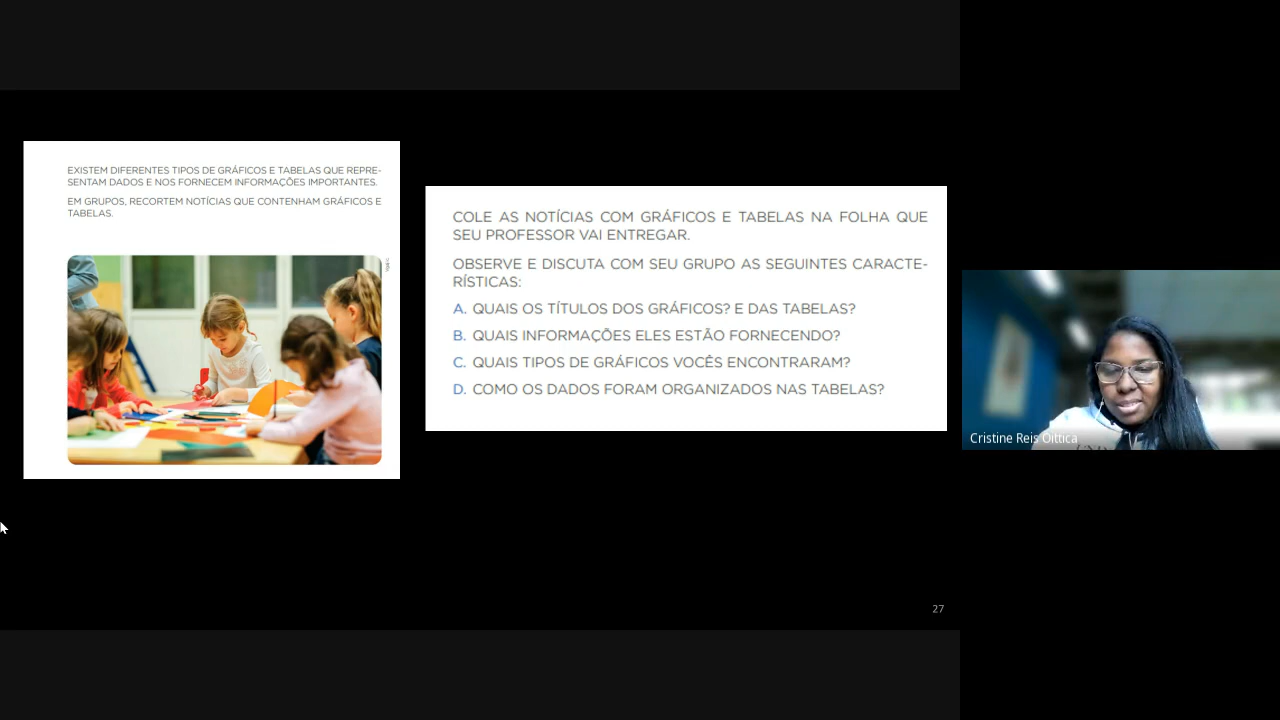 EXISTEM DIFERENTES TIPOS DE GRÁFICOS E TABELAS QUE REPRE-
SENTAM DADOS E NOS FORNECEM INFORMAÇÕES IMPORTANTES.
EM GRUPOS, RECORTEM NOTÍCIAS QUE CONTENHAM GRÁFICOS E
TABELAS.
COLE AS NOTÍCIAS COM GRÁFICOS E TABELAS NA FOLHA QUE
SEU PROFESSOR VAI ENTREGAR.
OBSERVE E DISCUTA COM SEU GRUPO AS SEGUINTES CARACTE-
RÍSTICAS:
A. QUAIS OS TÍTULOS DOS GRÁFICOS? E DAS TABELAS?
B. QUAIS INFORMAÇÕES ELES ESTÃO FORNECENDO?
C. QUAIS TIPOS DE GRÁFICOS VOCÊS ENCONTRARAM?
D. COMO OS DADOS FORAM ORGANIZADOS NAS TABELAS?
Cristine Reis Oittica
27